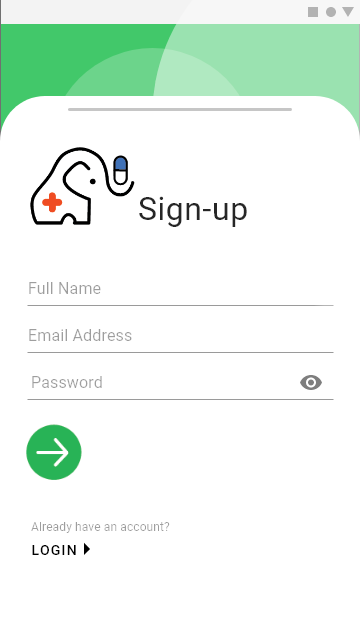 Sign-up
Full Name
Email Address
Password
Already have an account?
LOGIN